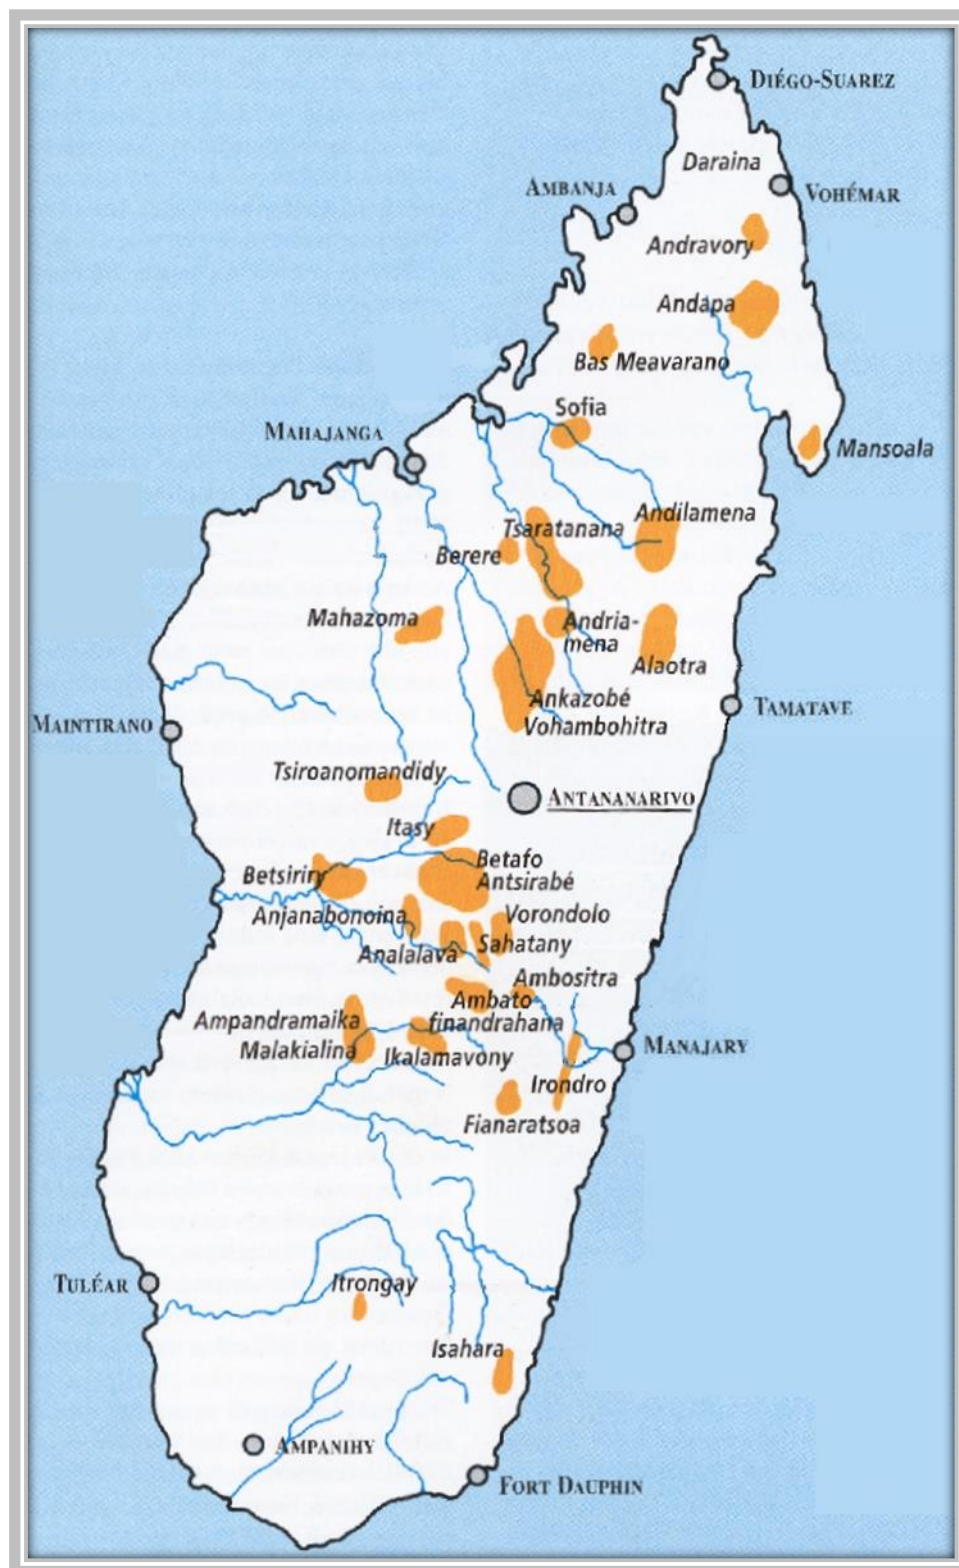 DIÉGO-SUAREZ
Daraina
AMBANJA
VOHÉMAR
Andravory
Andapa
Bas Meavarano
Sofia
MAHAJANGA
Mansoala
Andilamena
Tsaratanana
Berere
Mahazoma
Andria-
mena
Alaotra
Ankazobé
Vohambohitra
TAMATAVE
MAINTIRANO
Tsiroanomandidy
ANTANANARIVO
Itasy
Betafo
Antsirabé
Betsiriry
Anjanabonoina
Vorondolo
Sahatany
Analalava
Ambositra
Ambato
finandrahana
Ampandramaika
Malakialina
Ikalamavony
MANAJARY
Irondro
Fianaratsoa
TULÉAR
Itrongay
Isahara
AMPANIHY
FORT DAUPHIN